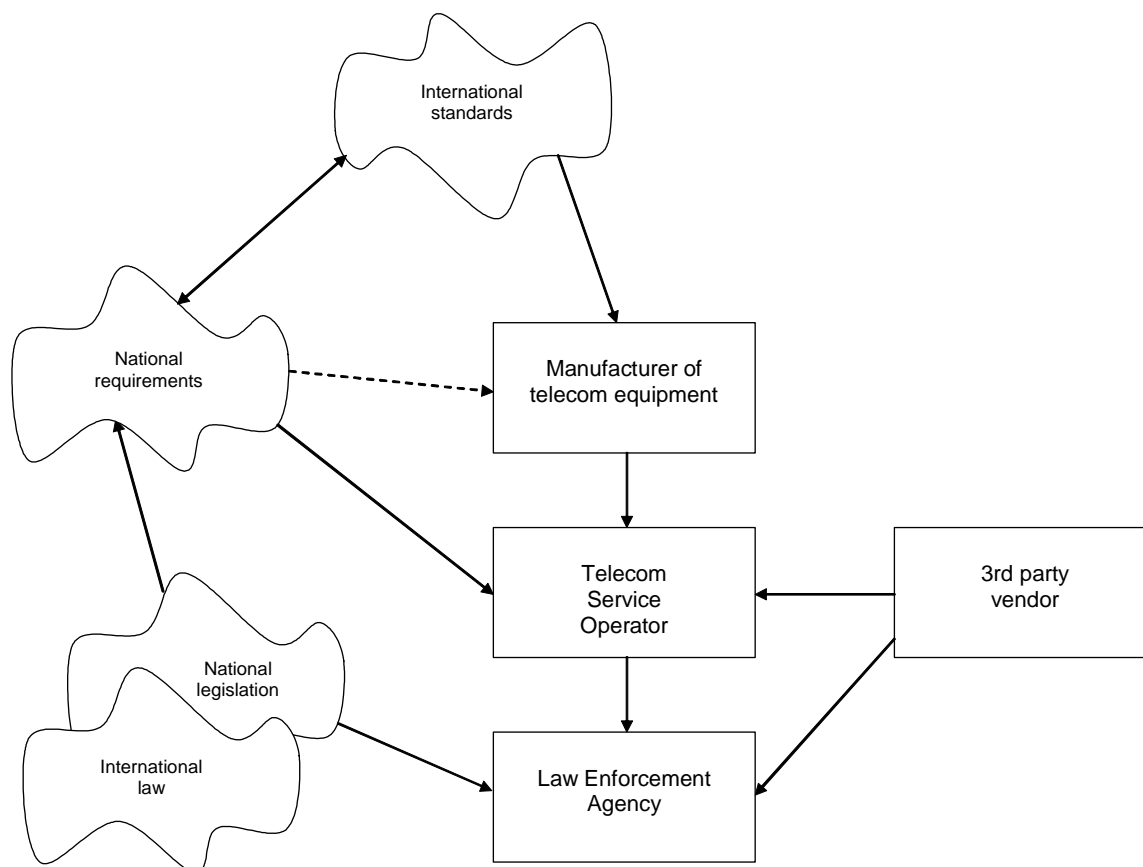 International
standards
National
requirements
Manufacturer of
telecom equipment
Telecom
Service
Operator
3rd party
vendor
National
legislation
International
law
Law Enforcement
Agency